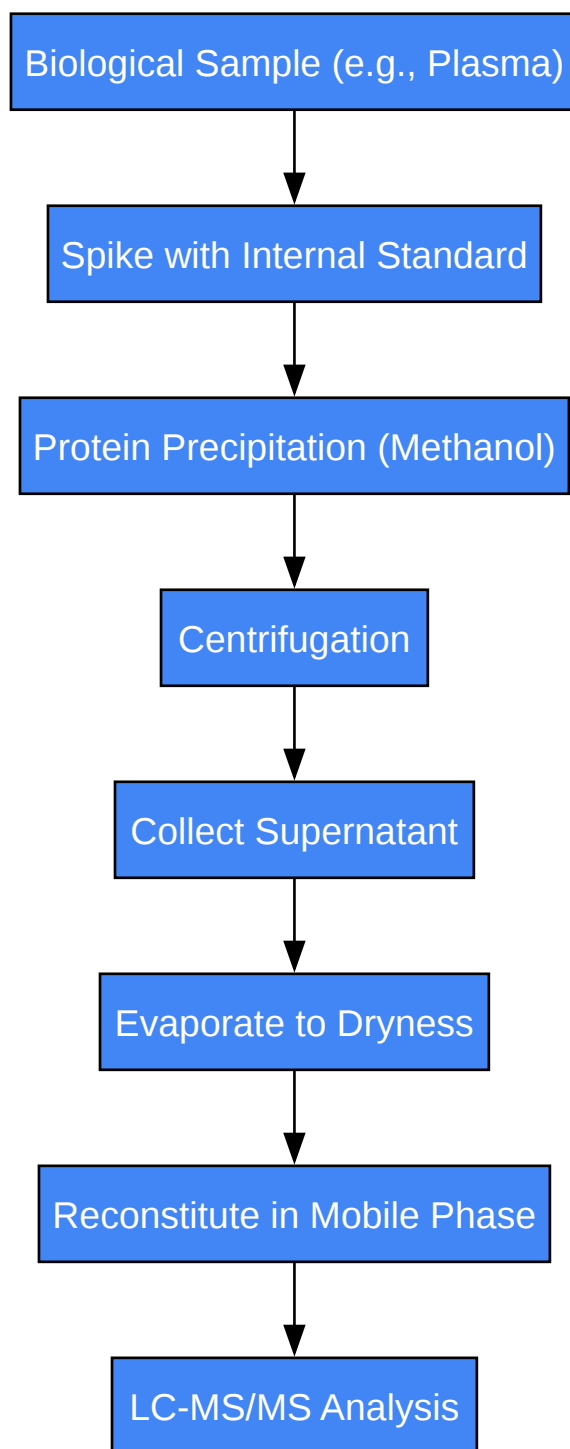 Biological Sample (e.g., Plasma)
Spike with Internal Standard
Protein Precipitation (Methanol)
Centrifugation
Collect Supernatant
Evaporate to Dryness
Reconstitute in Mobile Phase
LC-MS/MS Analysis